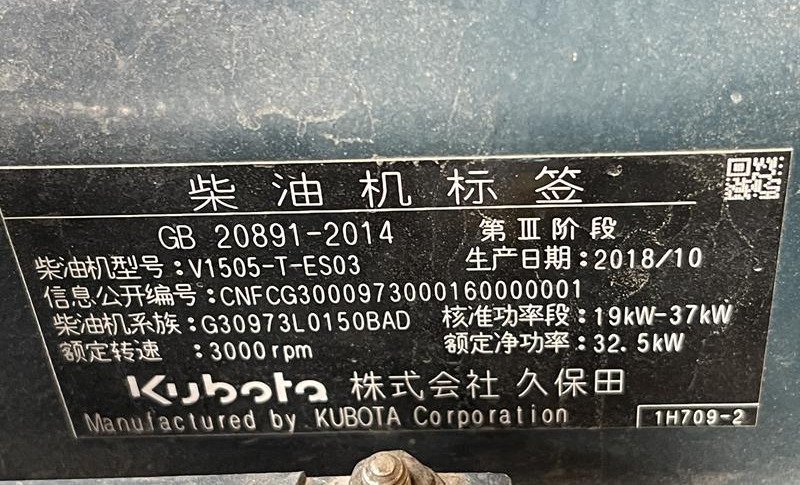 柴油机标签
GB 20891-2014 第Ⅲ阶段
柴油机型号:V1505-T-ES03 生产日期:2018/10
信息公开编号:CNFCG3000973000160000001
柴油机系族:G30973L0150BAD 核准功率段:19kW-37kW
额定转速:3000rpm 额定净功率:32.5kW
Kubota 株式会社 久保田
Manufactured by KUBOTA Corporation 1H709-2